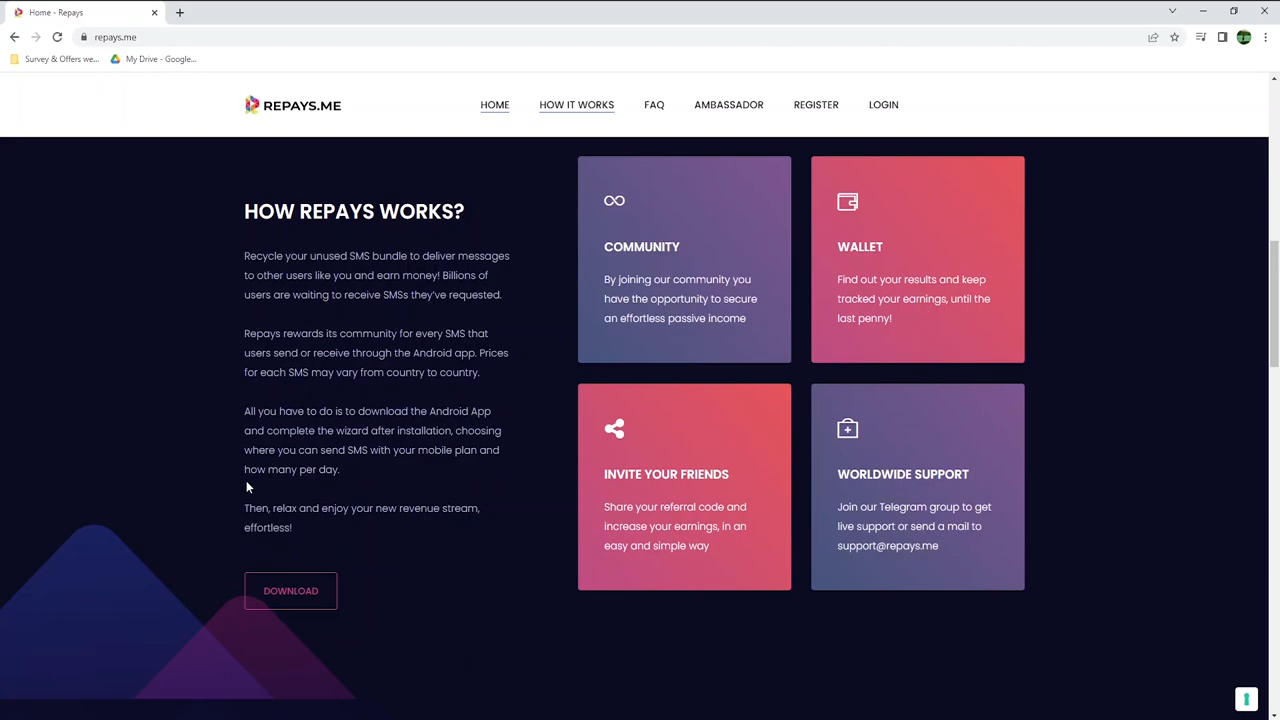 Home - Repays
repays.me
Survey & Offers we...
My Drive - Google...
REPAYS.ME
HOME
HOW IT WORKS
FAQ
AMBASSADOR
REGISTER
LOGIN
HOW REPAYS WORKS?
Recycle your unused SMS bundle to deliver messages
to other users like you and earn money! Billions of
users are waiting to receive SMSs they've requested.
Repays rewards its community for every SMS that
users send or receive through the Android app. Prices
for each SMS may vary from country to country.
All you have to do is to download the Android App
and complete the wizard after installation, choosing
where you can send SMS with your mobile plan and
how many per day.
Then, relax and enjoy your new revenue stream,
effortless!
DOWNLOAD
COMMUNITY
By joining our community you
have the opportunity to secure
an effortless passive income
WALLET
Find out your results and keep
tracked your earnings, until the
last penny!
INVITE YOUR FRIENDS
Share your referral code and
increase your earnings, in an
easy and simple way
WORLDWIDE SUPPORT
Join our Telegram group to get
live support or send a mail to
support@repays.me